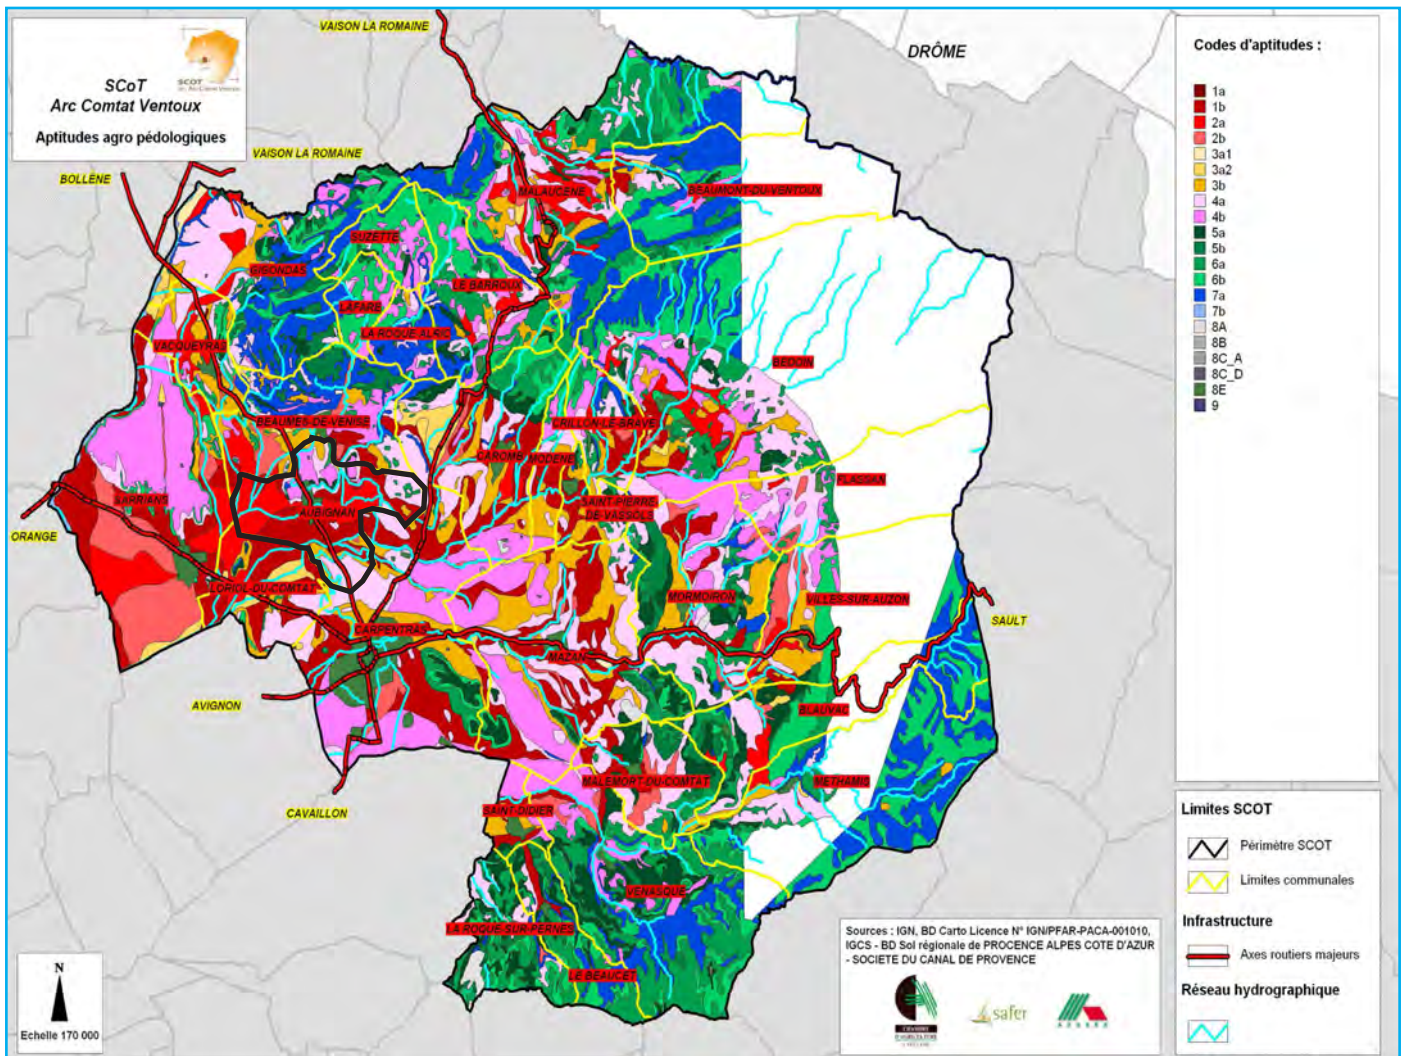 SCOT
SCoT
Arc Comtat Ventoux
Aptitudes agro pédologiques
VAISON LA ROMAINE
DRÔME
VAISON LA ROMAINE
BOLLÈNE
MALAUCENE
BEAUMONT-DU-VENTOUX
SUZETTE
GIGONDAS
LE BARROUX
LAFARE
LA ROQUE ALRIC
VACQUEYRAS
BEDOIN
BEAUMES-DE-VENISE
CRILLON-LE-BRAVE
CAROMB
MODENE
FLASSAN
SARRIANS
AUBIGNAN
SAINT-PIERRE
DE-VASSOLS
ORANGE
LORIOL-DU-COMTAT
MORMOIRON
VILLES-SUR-AUZON
SAULT
CARPENTRAS
MAZAN
AVIGNON
BLAUVAC
MALEMORT-DU-COMTAT
METHAMIS
CAVAILLON
SAINT-DIDIER
VENASQUE
LA ROQUE-SUR-PERNES
LE BEAUCET
Codes d'aptitudes :
1a
1b
2a
2b
3a1
3a2
3b
4a
4b
5a
5b
6a
6b
7a
7b
8A
8B
8C_A
8C_D
8E
9
Limites SCOT
Périmètre SCOT
Limites communales
Infrastructure
Axes routiers majeurs
Réseau hydrographique
Sources : IGN, BD Carto Licence N° IGN/PFAR-PACA-001010,
IGCS - BD Sol régionale de PROCENCE ALPES COTE D'AZUR
- SOCIETE DU CANAL DE PROVENCE
safer
N
Echelle 170 000